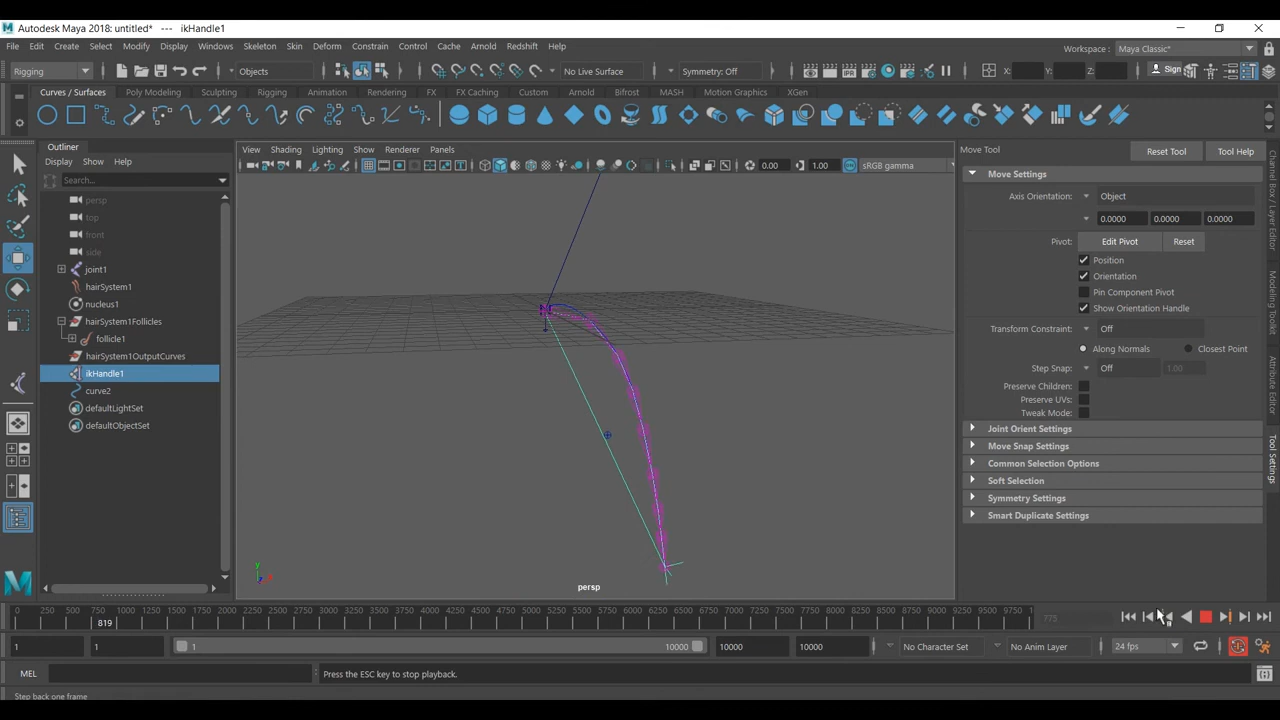 Autodesk Maya 2018: untitled* --- ikHandle1
File Edit Create Select Modify Display Windows Skeleton Skin Deform Constrain Control Cache Arnold Redshift Help
Workspace : Maya Classic*
Rigging Objects No Live Surface Symmetry: Off X: Y: Z: Sign
Curves / Surfaces Poly Modeling Sculpting Rigging Animation Rendering FX FX Caching Custom Arnold Bifrost MASH Motion Graphics XGen
Outliner
Display Show Help
Search...
persp
top
front
side
joint1
hairSystem1
nucleus1
hairSystem1Follicles
follicle1
hairSystem1OutputCurves
ikHandle1
curve2
defaultLightSet
defaultObjectSet
View Shading Lighting Show Renderer Panels
0.00 1.00 sRGB gamma
persp
Move Tool Reset Tool Tool Help
Move Settings
Axis Orientation: Object
0.0000 0.0000 0.0000
Pivot: Edit Pivot Reset
Position
Orientation
Pin Component Pivot
Show Orientation Handle
Transform Constraint: Off
Along Normals Closest Point
Step Snap: Off 1.00
Preserve Children:
Preserve UVs:
Tweak Mode:
Joint Orient Settings
Move Snap Settings
Common Selection Options
Soft Selection
Symmetry Settings
Smart Duplicate Settings
Channel Box / Layer Editor
Modeling Toolkit
Attribute Editor
Tool Settings
0 250 500 750 1000 1250 1500 1750 2000 2250 2500 2750 3000 3250 3500 3750 4000 4250 4500 4750 5000 5250 5500 5750 6000 6250 6500 6750 7000 7250 7500 7750 8000 8250 8500 8750 9000 9250 9500 9750 1
819
775
1 1 1 10000 10000 10000 No Character Set No Anim Layer 24 fps
MEL Press the ESC key to stop playback.
Step back one frame